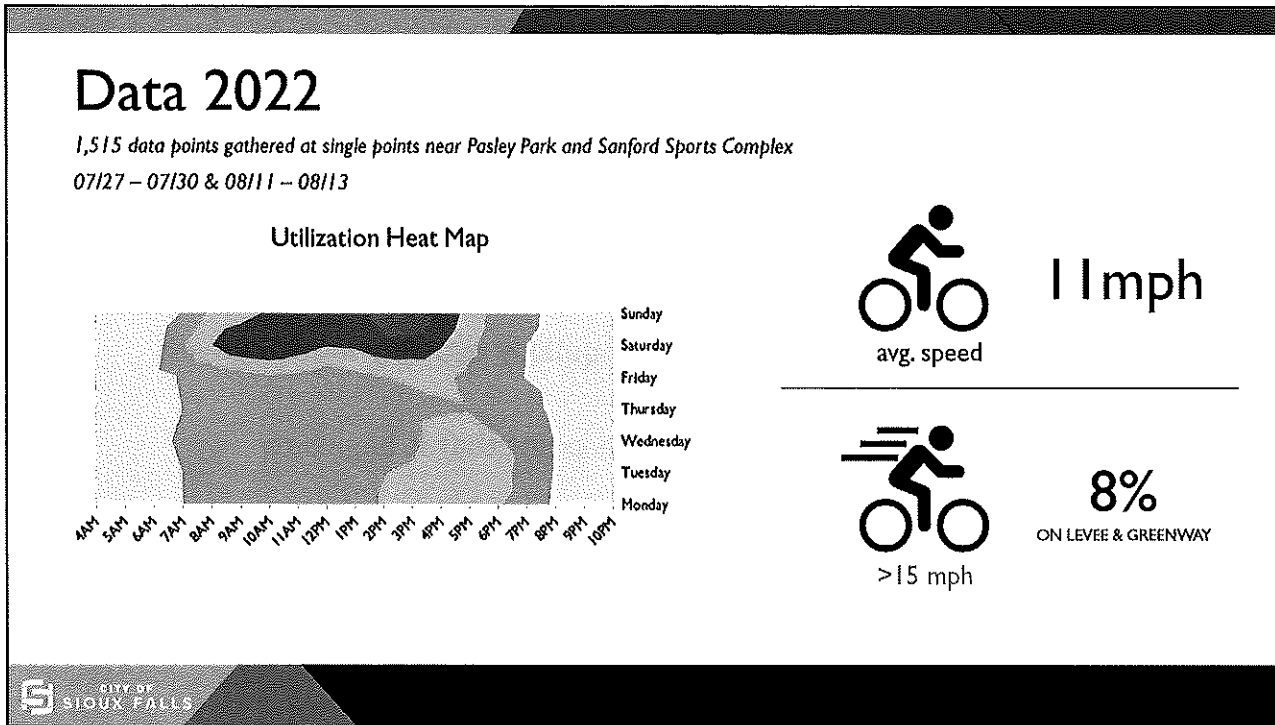 Data 2022
1,515 data points gathered at single points near Pasley Park and Sanford Sports Complex
07/27 – 07/30 & 08/11 – 08/13
Utilization Heat Map
Sunday
Saturday
Friday
Thursday
Wednesday
Tuesday
Monday
4AM 5AM 6AM 7AM 8AM 9AM 10AM 11AM 12PM 1PM 2PM 3PM 4PM 5PM 6PM 7PM 8PM 9PM 10PM
11mph
avg. speed
8%
ON LEVEE & GREENWAY
>15 mph
CITY OF
SIOUX FALLS